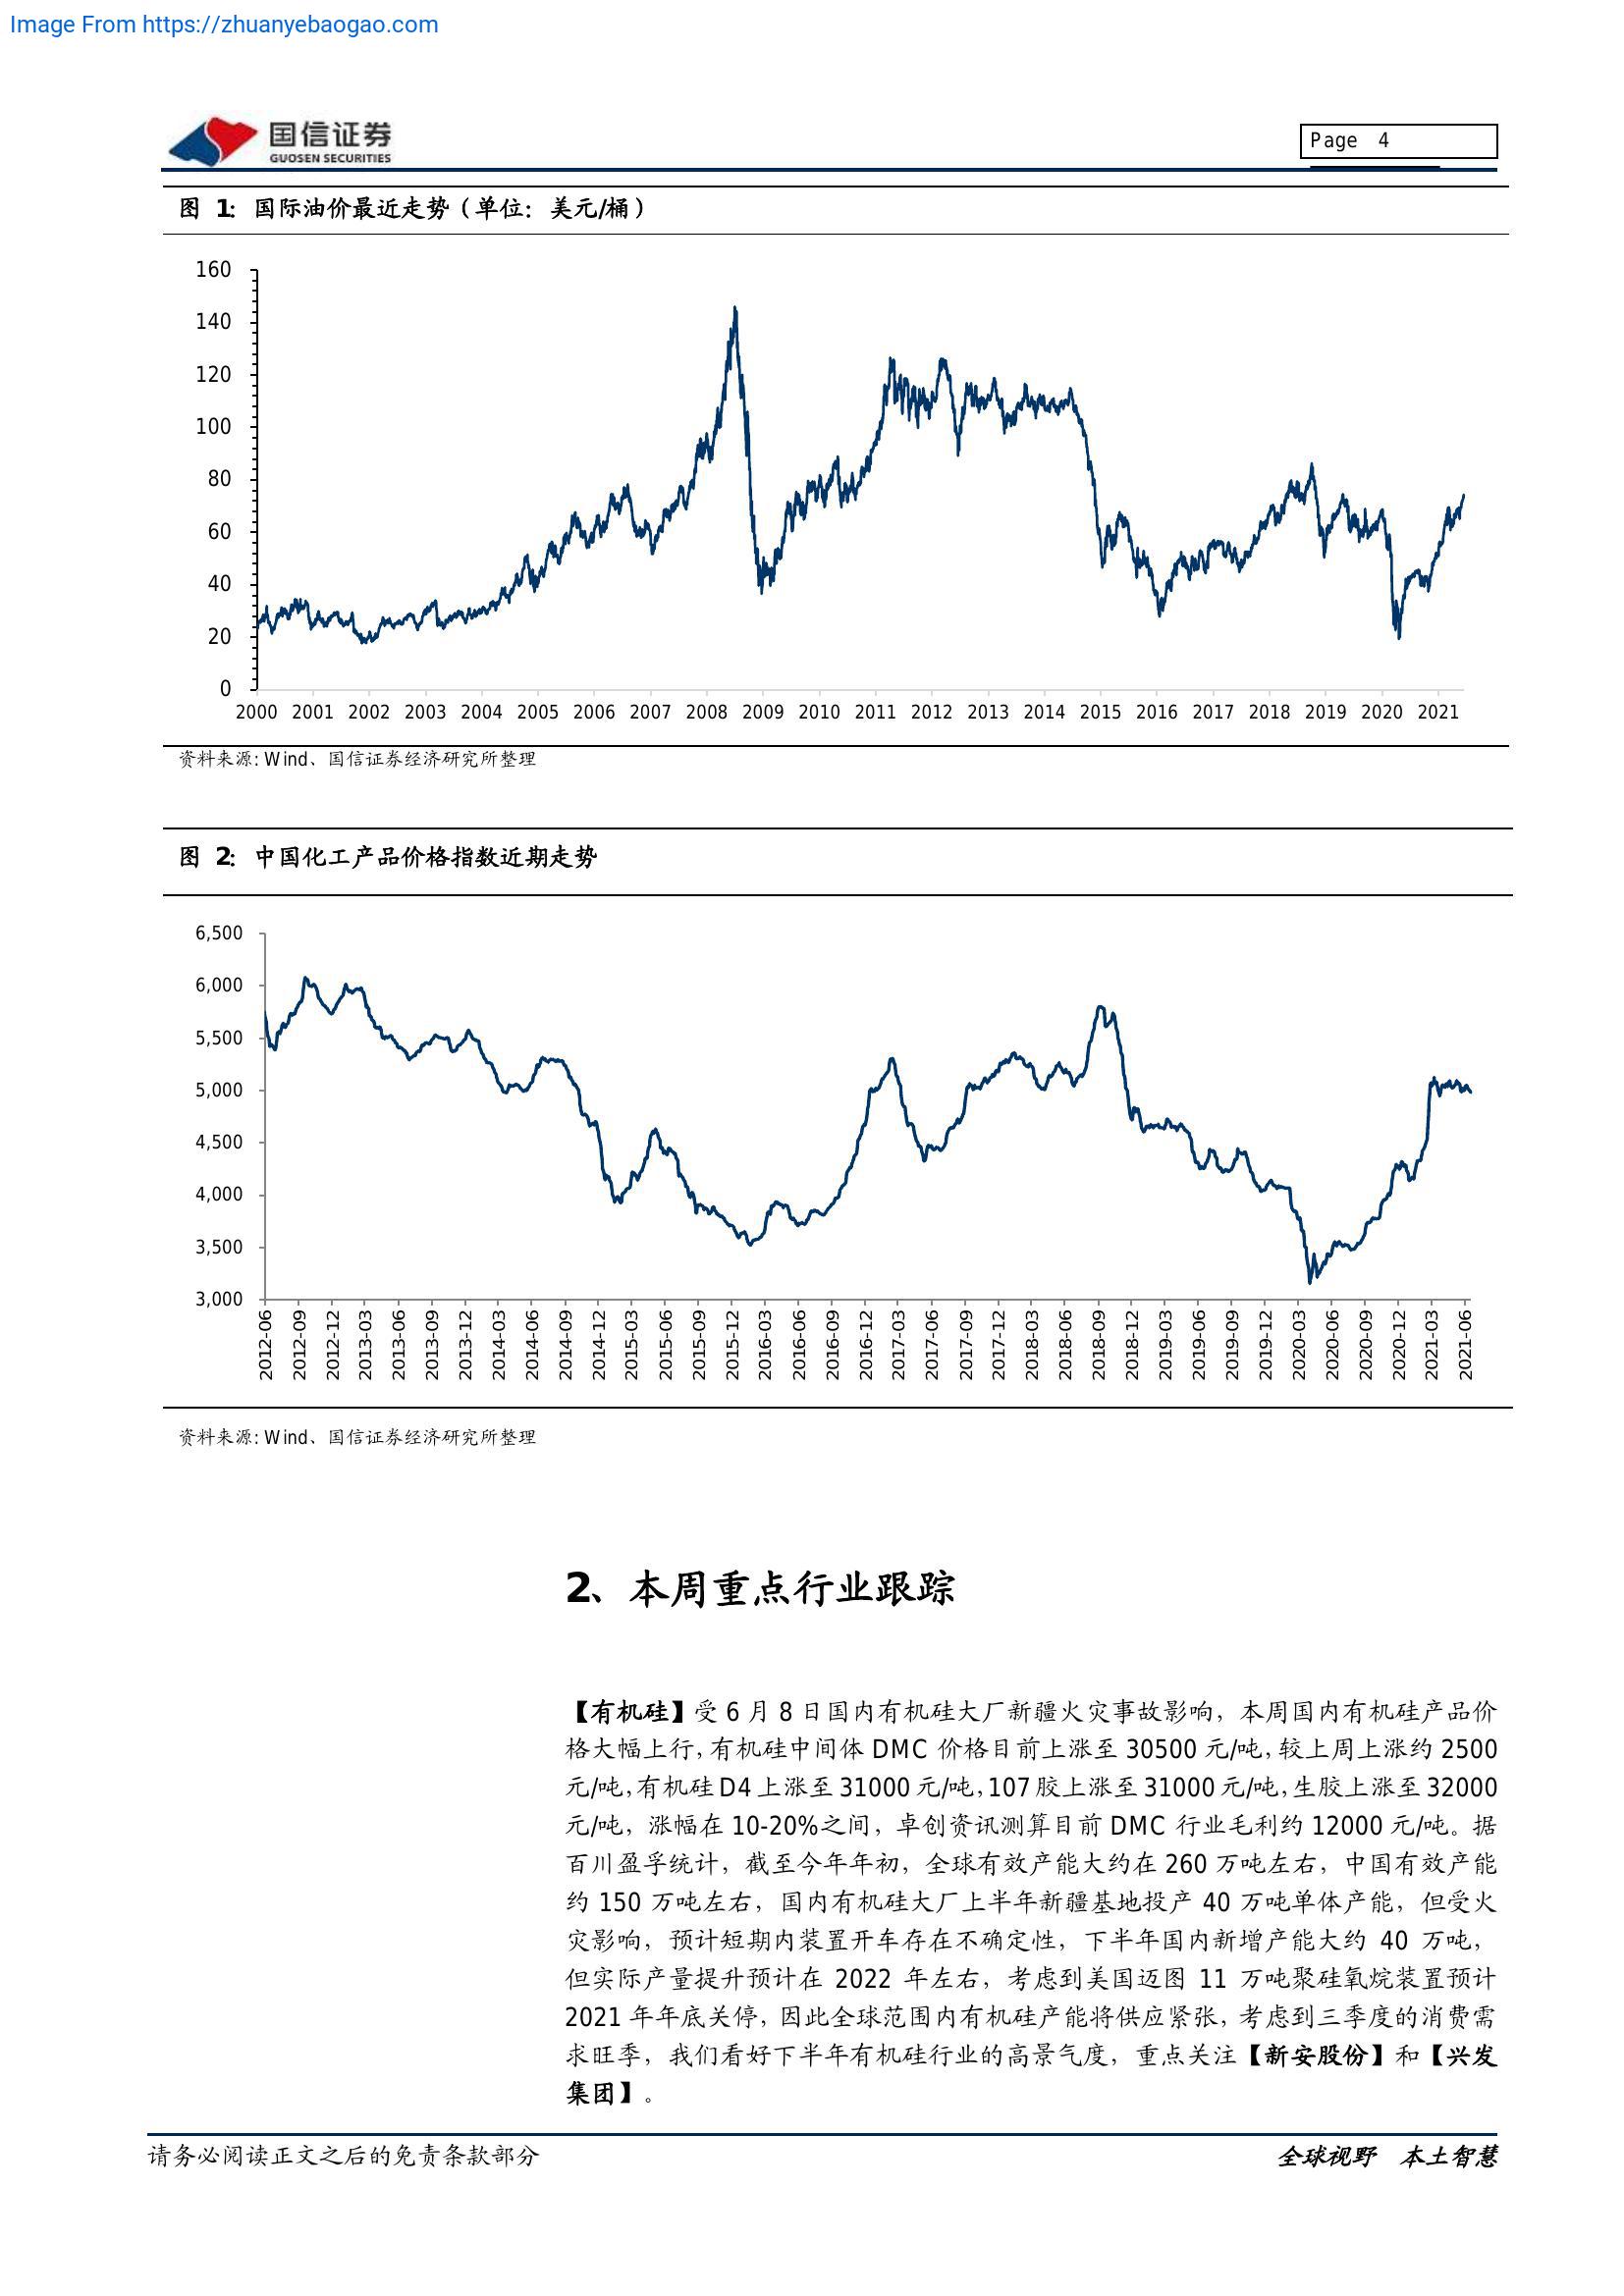 Image From https://zhuanyebaogao.com
国信证券
GUOSEN SECURITIES
Page 4
图 1: 国际油价最近走势（单位：美元/桶）
160
140
120
100
80
60
40
20
0
2000 2001 2002 2003 2004 2005 2006 2007 2008 2009 2010 2011 2012 2013 2014 2015 2016 2017 2018 2019 2020 2021
资料来源: Wind、国信证券经济研究所整理
图 2: 中国化工产品价格指数近期走势
6,500
6,000
5,500
5,000
4,500
4,000
3,500
3,000
2012-06 2012-09 2012-12 2013-03 2013-06 2013-09 2013-12 2014-03 2014-06 2014-09 2014-12 2015-03 2015-06 2015-09 2015-12 2016-03 2016-06 2016-09 2016-12 2017-03 2017-06 2017-09 2017-12 2018-03 2018-06 2018-09 2018-12 2019-03 2019-06 2019-09 2019-12 2020-03 2020-06 2020-09 2020-12 2021-03 2021-06
资料来源: Wind、国信证券经济研究所整理
2、本周重点行业跟踪
【有机硅】受 6 月 8 日国内有机硅大厂新疆火灾事故影响，本周国内有机硅产品价
格大幅上行，有机硅中间体 DMC 价格目前上涨至 30500 元/吨，较上周上涨约 2500
元/吨，有机硅 D4 上涨至 31000 元/吨，107 胶上涨至 31000 元/吨，生胶上涨至 32000
元/吨，涨幅在 10-20%之间，卓创资讯测算目前 DMC 行业毛利约 12000 元/吨。据
百川盈孚统计，截至今年年初，全球有效产能大约在 260 万吨左右，中国有效产能
约 150 万吨左右，国内有机硅大厂上半年新疆基地投产 40 万吨单体产能，但受火
灾影响，预计短期内装置开车存在不确定性，下半年国内新增产能大约 40 万吨，
但实际产量提升预计在 2022 年左右，考虑到美国迈图 11 万吨聚硅氧烷装置预计
2021 年年底关停，因此全球范围内有机硅产能将供应紧张，考虑到三季度的消费需
求旺季，我们看好下半年有机硅行业的高景气度，重点关注【新安股份】和【兴发
集团】。
请务必阅读正文之后的免责条款部分
全球视野 本土智慧